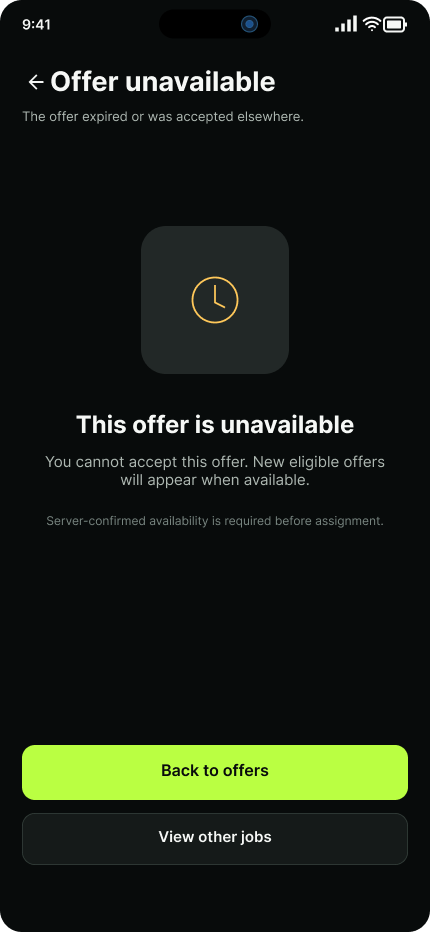 9:41
Offer unavailable
The offer expired or was accepted elsewhere.
This offer is unavailable
You cannot accept this offer. New eligible offers
will appear when available.
Server-confirmed availability is required before assignment.
Back to offers
View other jobs